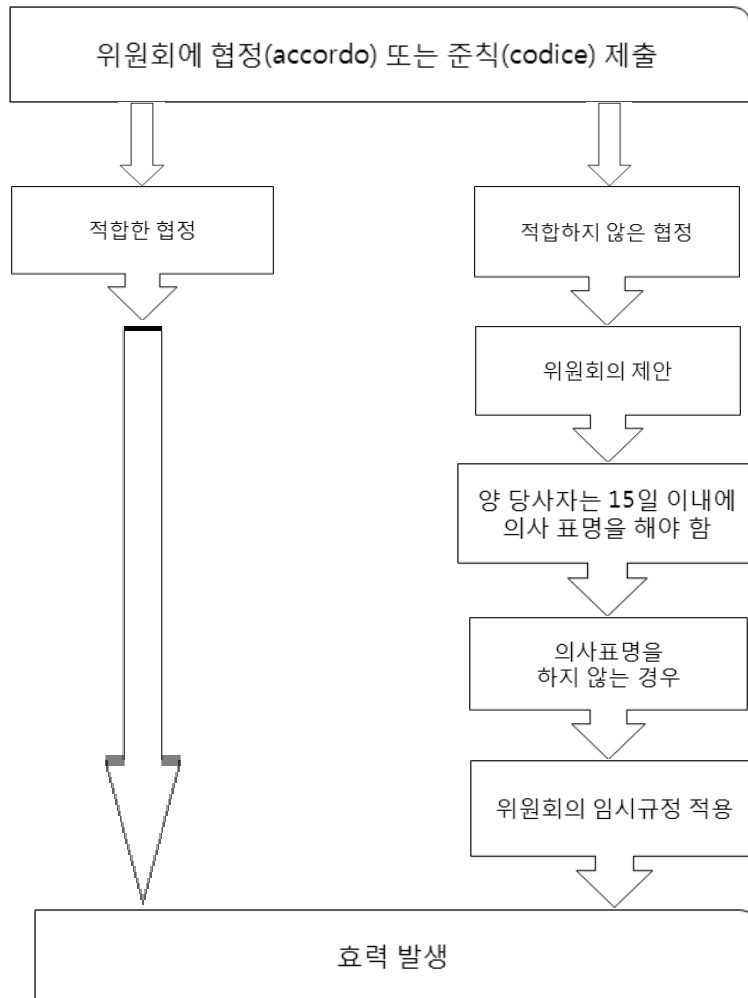 위원회에 협정(accordo) 또는 준칙(codice) 제출
적합한 협정
적합하지 않은 협정
위원회의 제안
양 당사자는 15일 이내에
의사 표명을 해야 함
의사표명을
하지 않는 경우
위원회의 임시규정 적용
효력 발생